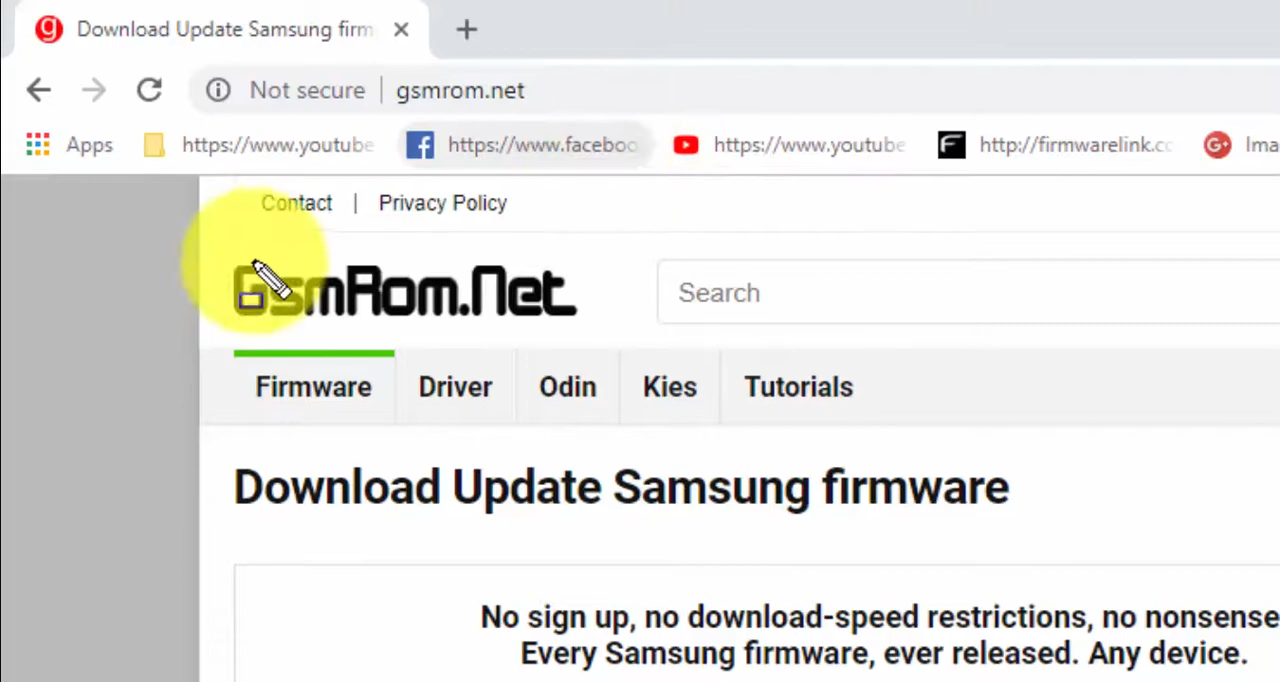 Download Update Samsung firm
Not secure | gsmrom.net
Apps https://www.youtube https://www.faceboo https://www.youtube http://firmwarelink.co Ima
Contact | Privacy Policy
GsmRom.Net
Search
Firmware Driver Odin Kies Tutorials
Download Update Samsung firmware
No sign up, no download-speed restrictions, no nonsense
Every Samsung firmware, ever released. Any device.